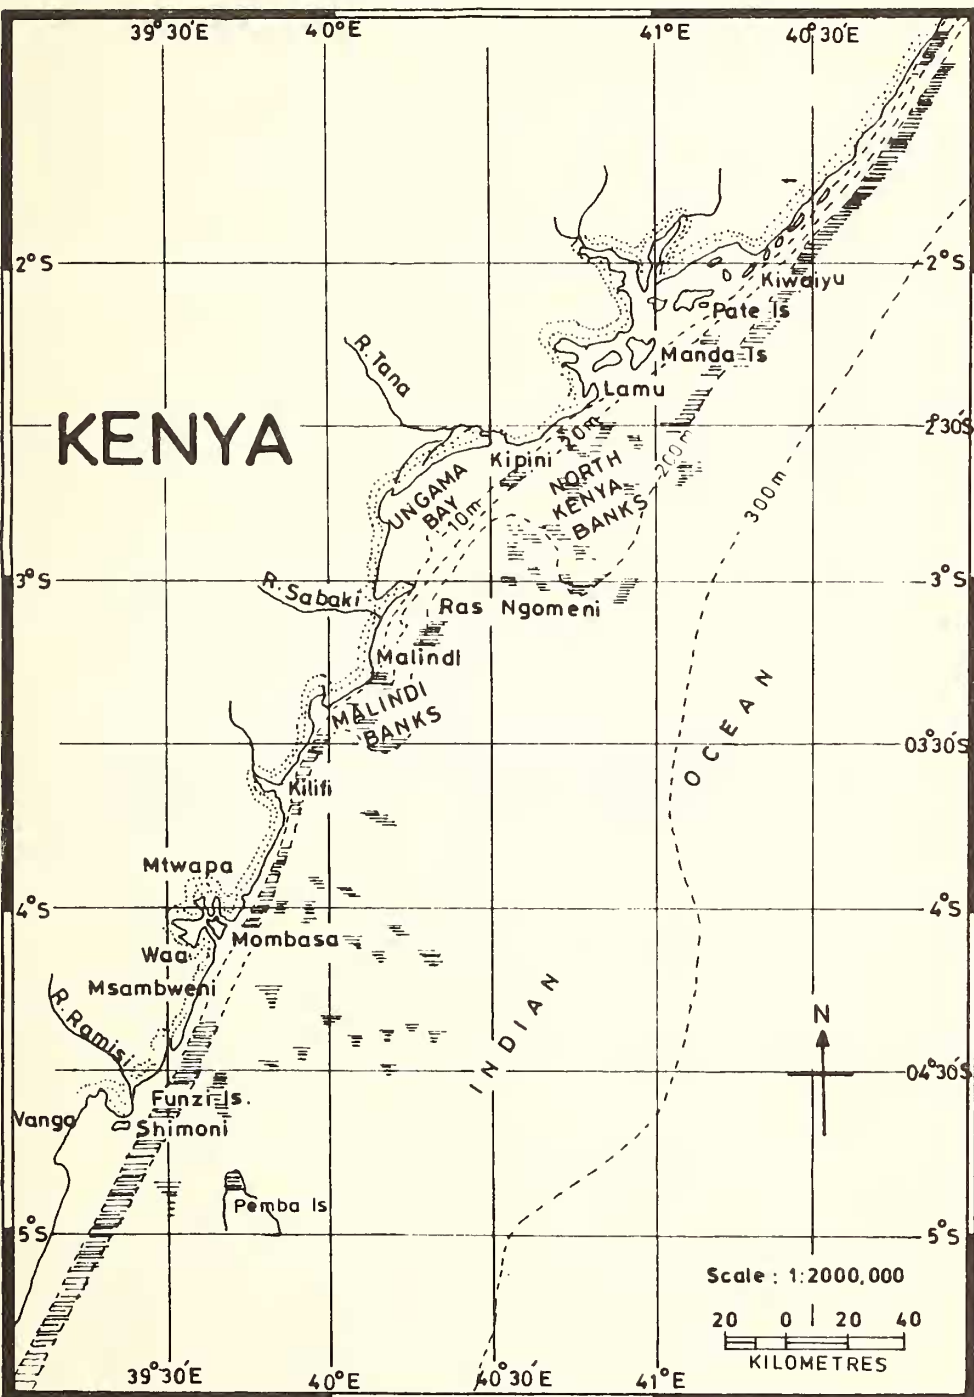 39°30'E 40°E 41°E 40°30'E
2°S 2°S
Kiwaiyu
Pate Is
R. Tana
Manda Is
Lamu
KENYA
2°30'S
20m
200m
Kipini
NORTH
KENYA
BANKS
UNGAMA
BAY
10m
300m
3°S 3°S
R. Sabaki
Ras Ngomeni
Malindi
MALINDI
BANKS
OCEAN
03°30'S
Kilifi
Mtwapa
4°S 4°S
Mombasa
Waa
Msambweni
R. Ramisi
INDIAN
N
04°30'S
Funzi Is.
Vanga
Shimoni
Pemba Is
5°S 5°S
Scale : 1:2000,000
20 0 20 40
KILOMETRES
39°30'E 40°E 40°30'E 41°E